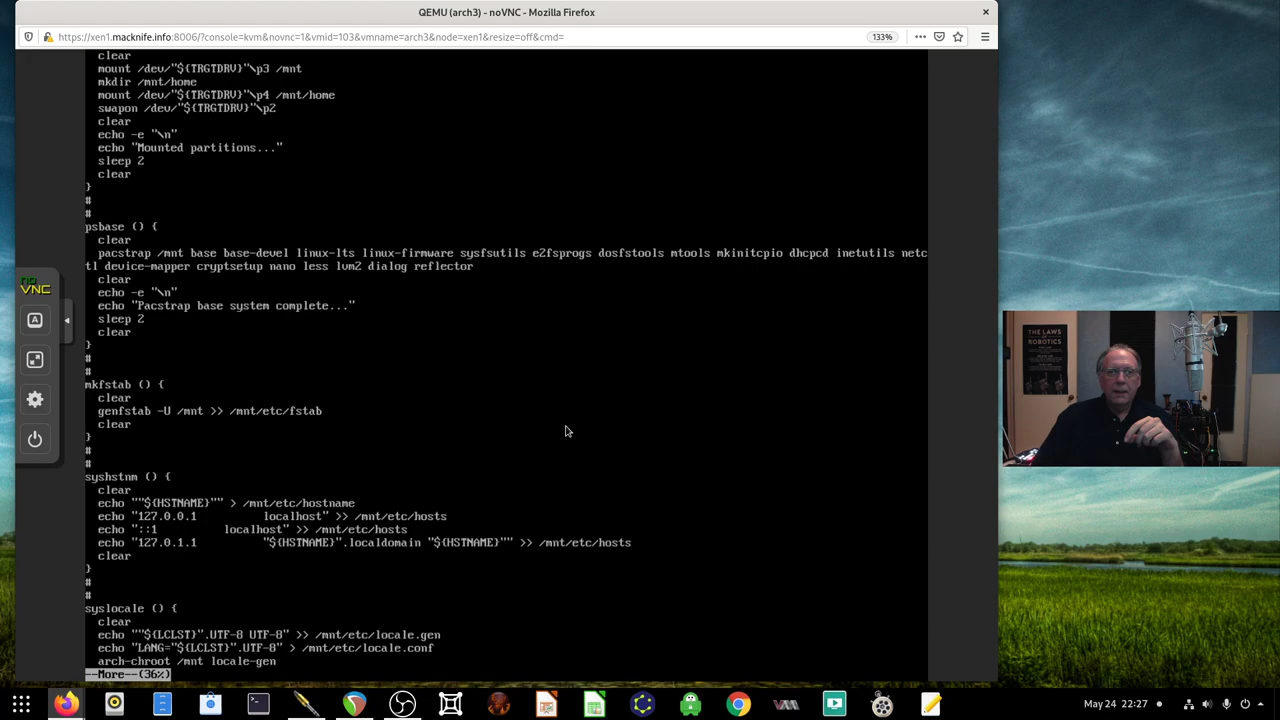 QEMU (arch3) - noVNC - Mozilla Firefox
https://xen1.macknife.info:8006/?console=kvm&novnc=1&vmid=103&vmname=arch3&node=xen1&resize=off&cmd=
133%
clear
mount /dev/"${TRGTDRV}"\p3 /mnt
mkdir /mnt/home
mount /dev/"${TRGTDRV}"\p4 /mnt/home
swapon /dev/"${TRGTDRV}"\p2
clear
echo -e "\n"
echo "Mounted partitions..."
sleep 2
clear
}
#
#
psbase () {
clear
pacstrap /mnt base base-devel linux-lts linux-firmware sysfsutils e2fsprogs dosfstools mtools mkinitcpio dhcpcd inetutils netc
tl device-mapper cryptsetup nano less lvm2 dialog reflector
clear
echo -e "\n"
echo "Pacstrap base system complete..."
sleep 2
clear
}
#
#
mkfstab () {
clear
genfstab -U /mnt >> /mnt/etc/fstab
clear
}
#
#
syshstnm () {
clear
echo ""${HSTNAME}"" > /mnt/etc/hostname
echo "127.0.0.1          localhost" >> /mnt/etc/hosts
echo "::1          localhost" >> /mnt/etc/hosts
echo "127.0.1.1          "${HSTNAME}".localdomain "${HSTNAME}"" >> /mnt/etc/hosts
clear
}
#
#
syslocale () {
clear
echo ""${LCLST}".UTF-8 UTF-8" >> /mnt/etc/locale.gen
echo "LANG="${LCLST}".UTF-8" > /mnt/etc/locale.conf
arch-chroot /mnt locale-gen
--More--(36%)
no
VNC
A
THE LAWS
OF
ROBOTICS
May 24 22:27